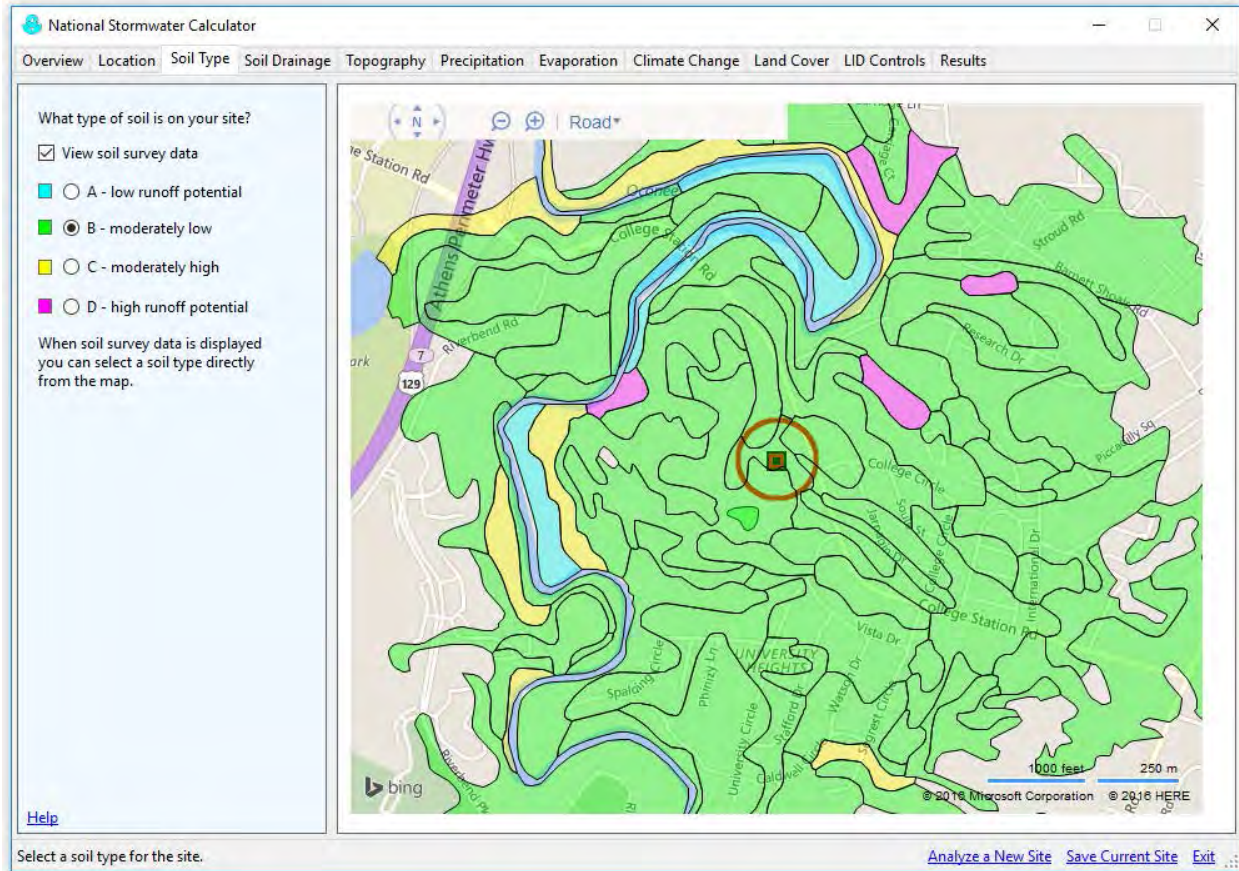 National Stormwater Calculator
Overview Location Soil Type Soil Drainage Topography Precipitation Evaporation Climate Change Land Cover LID Controls Results
What type of soil is on your site?
View soil survey data
A - low runoff potential
B - moderately low
C - moderately high
D - high runoff potential
When soil survey data is displayed
you can select a soil type directly
from the map.
Help
N
Road
Station Rd
Athens Perimeter Hwy
Oconee
College Station Rd
Stroud Rd
Barnett Shoals Rd
Research Dr
Riverbend Rd
7
129
ark
Piccadilly Sq
College Circle
South St
Jarnagin Dr
College Circle
International Dr
College Station Rd
Vista Dr
UNIVERSITY
HEIGHTS
Spalding Circle
Phinizy Ln
University Circle
Stafford Dr
Watson Dr
Caldwell Circle
1000 feet 250 m
bing
© 2016 Microsoft Corporation © 2016 HERE
Select a soil type for the site.
Analyze a New Site Save Current Site Exit